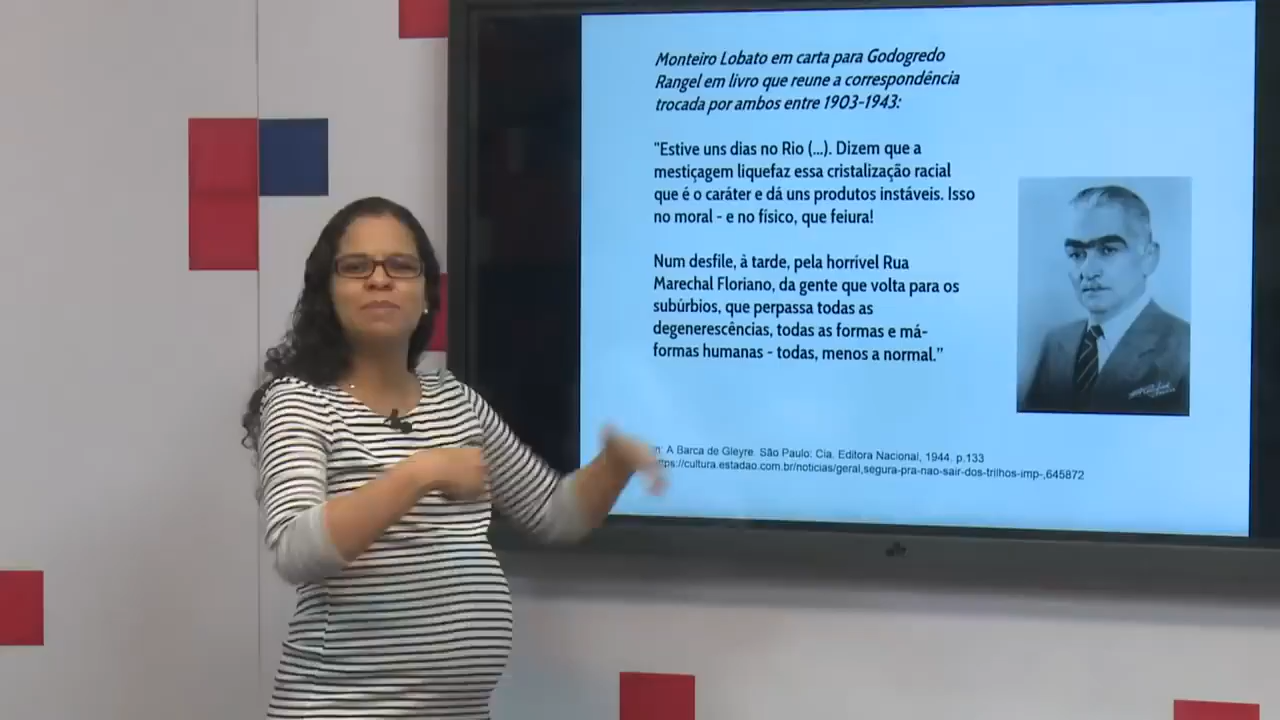 Monteiro Lobato em carta para Godogredo
Rangel em livro que reune a correspondência
trocada por ambos entre 1903-1943:
"Estive uns dias no Rio (...). Dizem que a
mestiçagem liquefaz essa cristalização racial
que é o caráter e dá uns produtos instáveis. Isso
no moral - e no físico, que feiura!
Num desfile, à tarde, pela horrível Rua
Marechal Floriano, da gente que volta para os
subúrbios, que perpassa todas as
degenerescências, todas as formas e má-
formas humanas - todas, menos a normal.”
A Barca de Gleyre. São Paulo: Cia. Editora Nacional, 1944. p.133
ttps://cultura.estadao.com.br/noticias/geral,segura-pra-nao-sair-dos-trilhos-imp-,645872